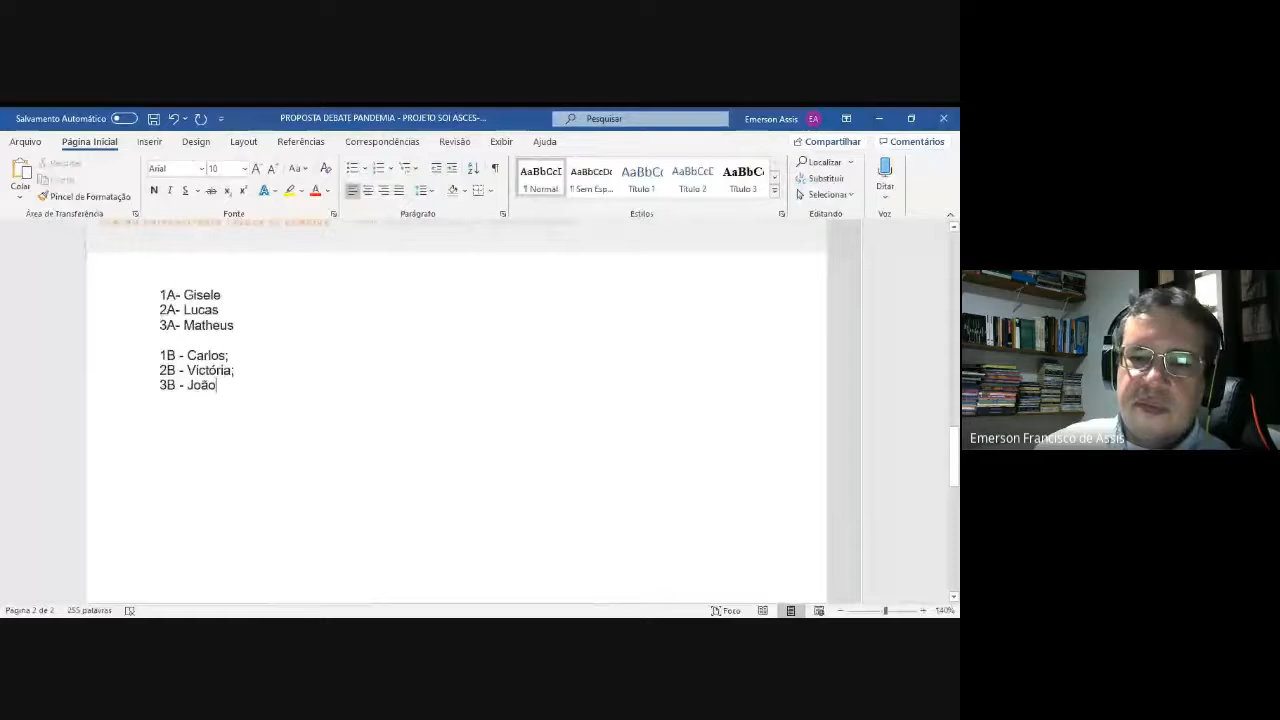 Salvamento Automático
PROPOSTA DEBATE PANDEMIA - PROJETO SOI ASCES-...
Pesquisar
Emerson Assis
EA
Arquivo
Página Inicial
Inserir
Design
Layout
Referências
Correspondências
Revisão
Exibir
Ajuda
Compartilhar
Comentários
Colar
Pincel de Formatação
Área de Transferência
Arial
10
Fonte
Parágrafo
AaBbCcI
¶ Normal
AaBbCcDc
¶ Sem Esp...
AaBbC
Título 1
AaBbCcD
Título 2
AaBbC
Título 3
Estilos
Localizar
Substituir
Selecionar
Editando
Ditar
Voz
1A- Gisele
2A- Lucas
3A- Matheus
1B - Carlos;
2B - Victória;
3B - João
Emerson Francisco de Assis
Página 2 de 2
255 palavras
Foco
140%